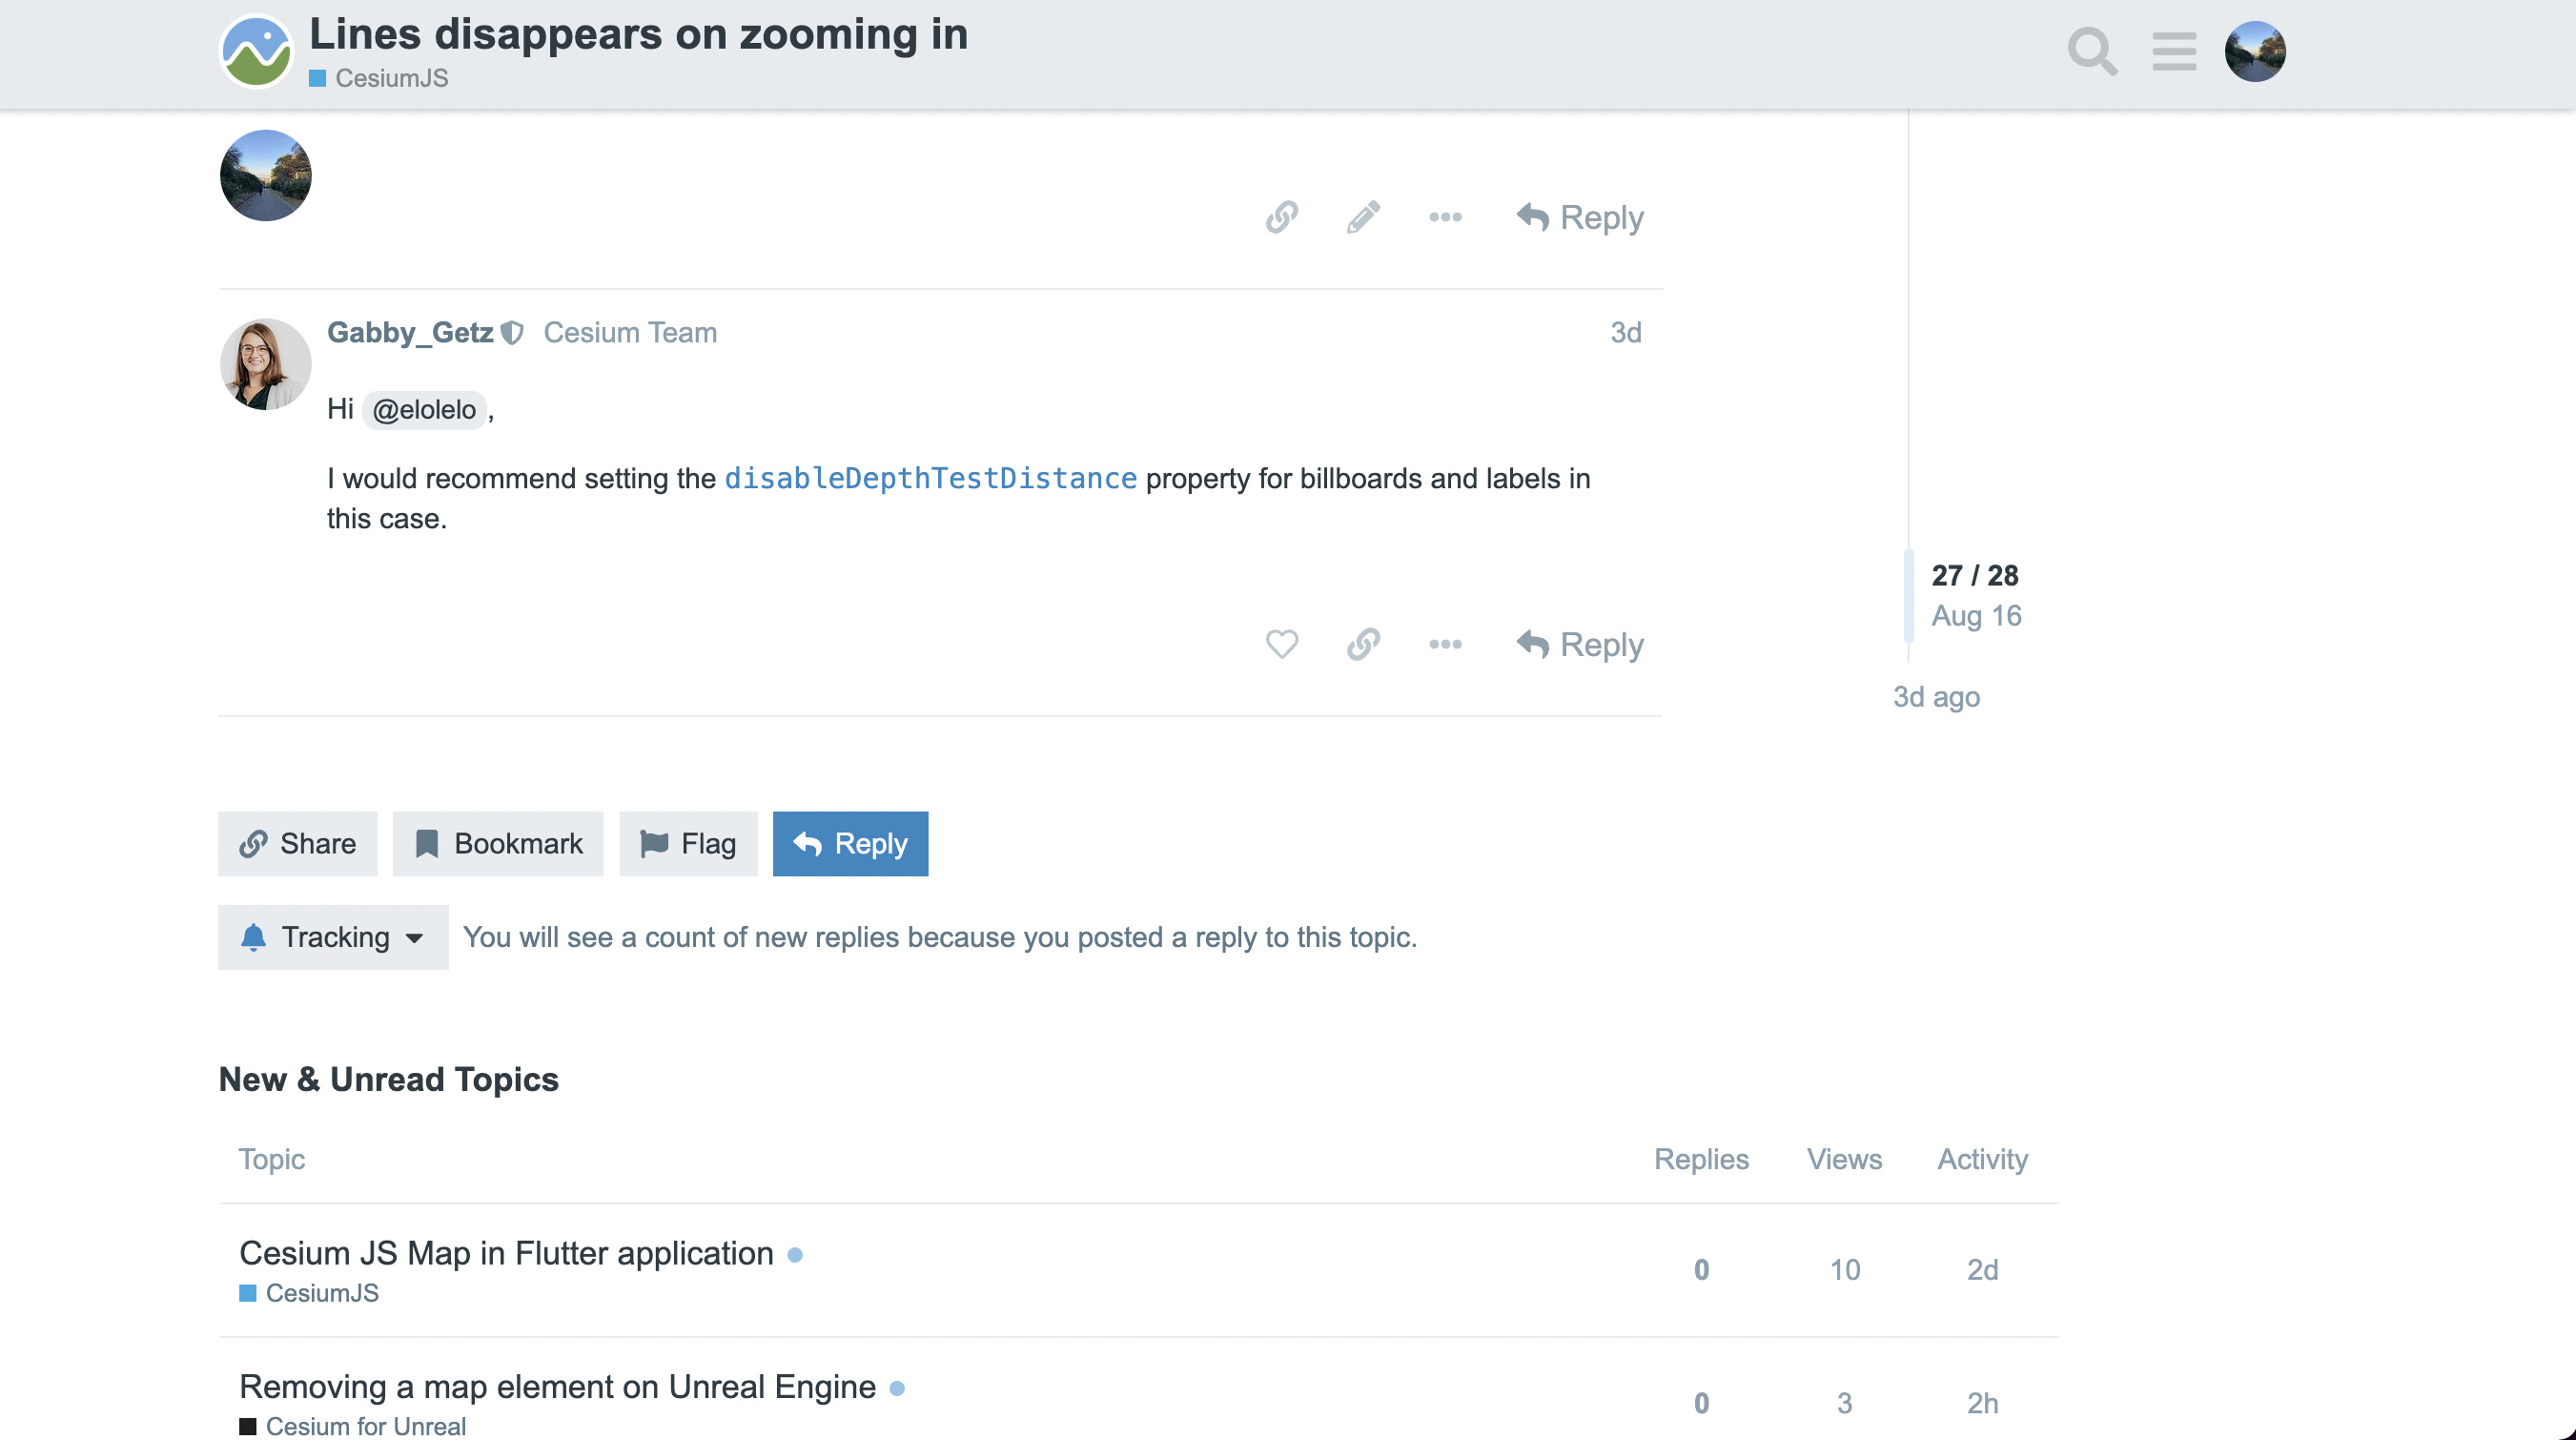 Lines disappears on zooming in
CesiumJS
Reply
Gabby_Getz Cesium Team 3d
Hi @elolelo ,
I would recommend setting the disableDepthTestDistance property for billboards and labels in
this case.
27 / 28
Aug 16
Reply
3d ago
Share Bookmark Flag Reply
Tracking You will see a count of new replies because you posted a reply to this topic.
New & Unread Topics
Topic Replies Views Activity
Cesium JS Map in Flutter application
CesiumJS
0 10 2d
Removing a map element on Unreal Engine
Cesium for Unreal
0 3 2h